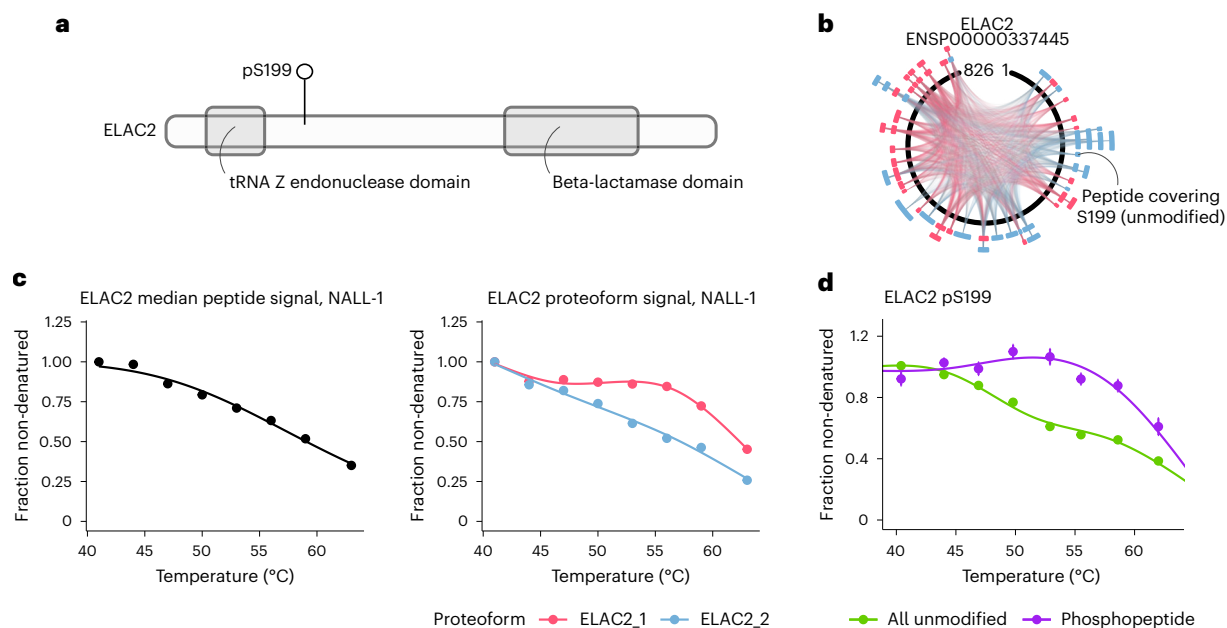 a
pS199
ELAC2
tRNA Z endonuclease domain
Beta-lactamase domain
b
ELAC2
ENSP00000337445
826 1
Peptide covering
S199 (unmodified)
c
ELAC2 median peptide signal, NALL-1
Fraction non-denatured
1.25
1.00
0.75
0.50
0.25
0
40 45 50 55 60
Temperature (°C)
ELAC2 proteoform signal, NALL-1
Fraction non-denatured
1.25
1.00
0.75
0.50
0.25
0
40 45 50 55 60
Temperature (°C)
Proteoform ELAC2_1 ELAC2_2
d
ELAC2 pS199
Fraction non-denatured
1.2
0.8
0.4
0
40 45 50 55 60
Temperature (°C)
All unmodified Phosphopeptide